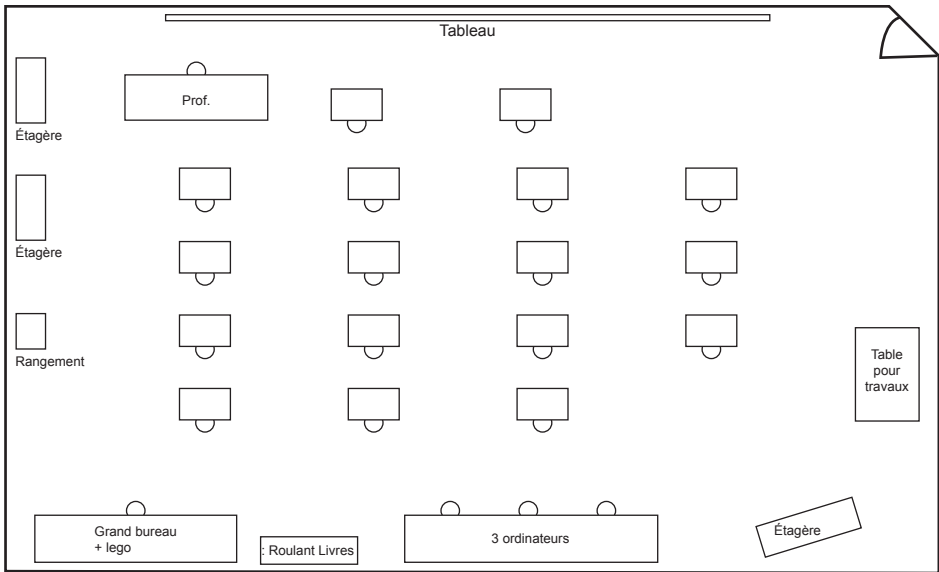 Tableau
Prof.
Étagère
Étagère
Rangement
Table
pour
travaux
Grand bureau
+ lego
: Roulant Livres
3 ordinateurs
Étagère